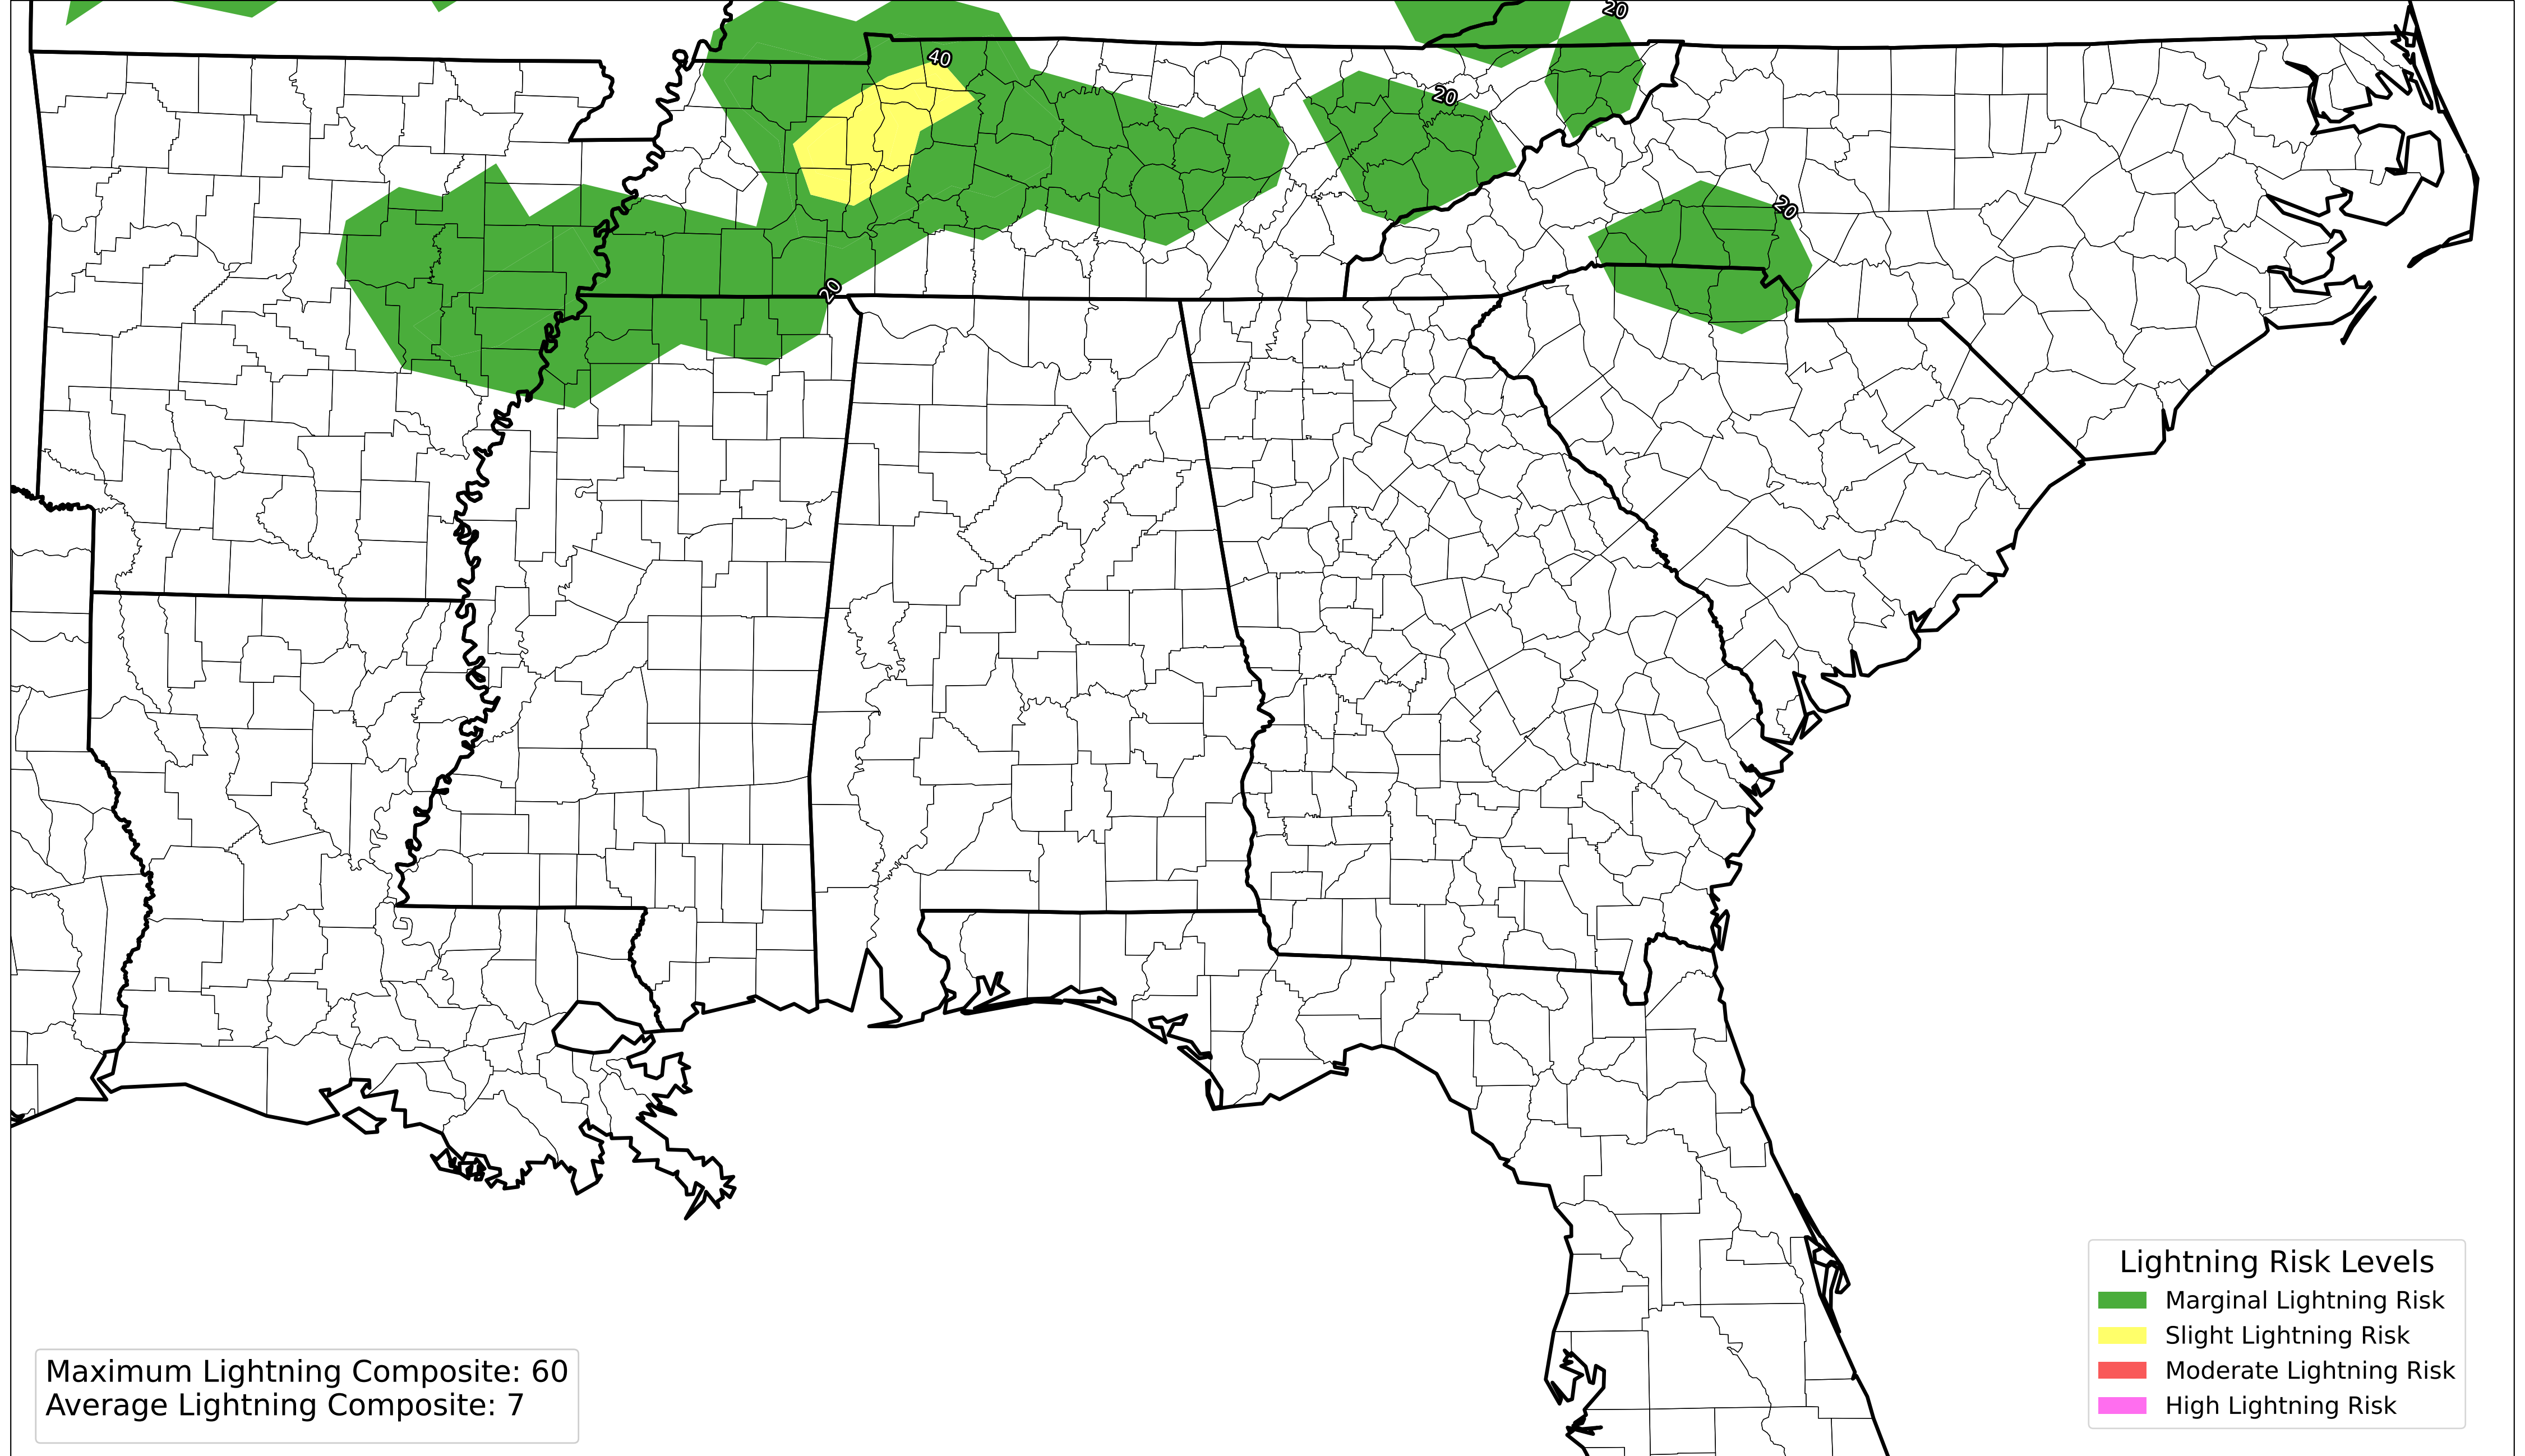 20
40
20
20
20
Lightning Risk Levels
Marginal Lightning Risk
Slight Lightning Risk
Moderate Lightning Risk
High Lightning Risk
Maximum Lightning Composite: 60
Average Lightning Composite: 7